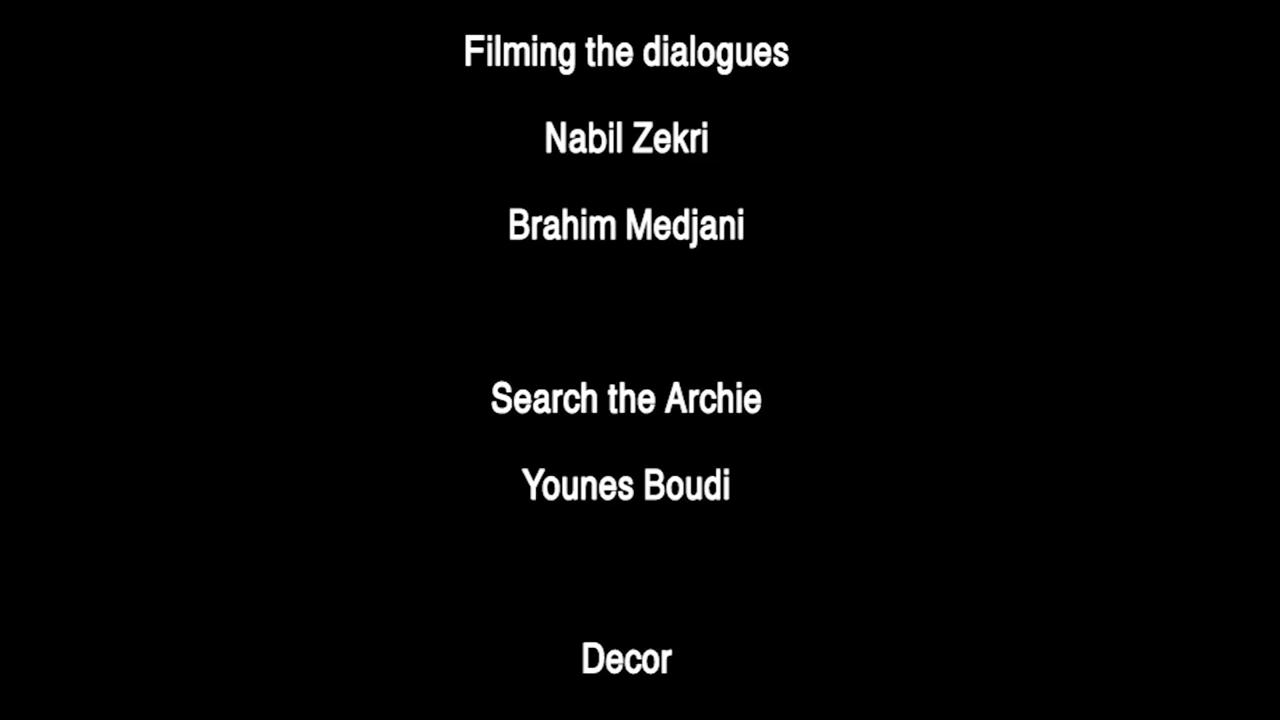 Filming the dialogues
Nabil Zekri
Brahim Medjani
Search the Archie
Younes Boudi
Decor